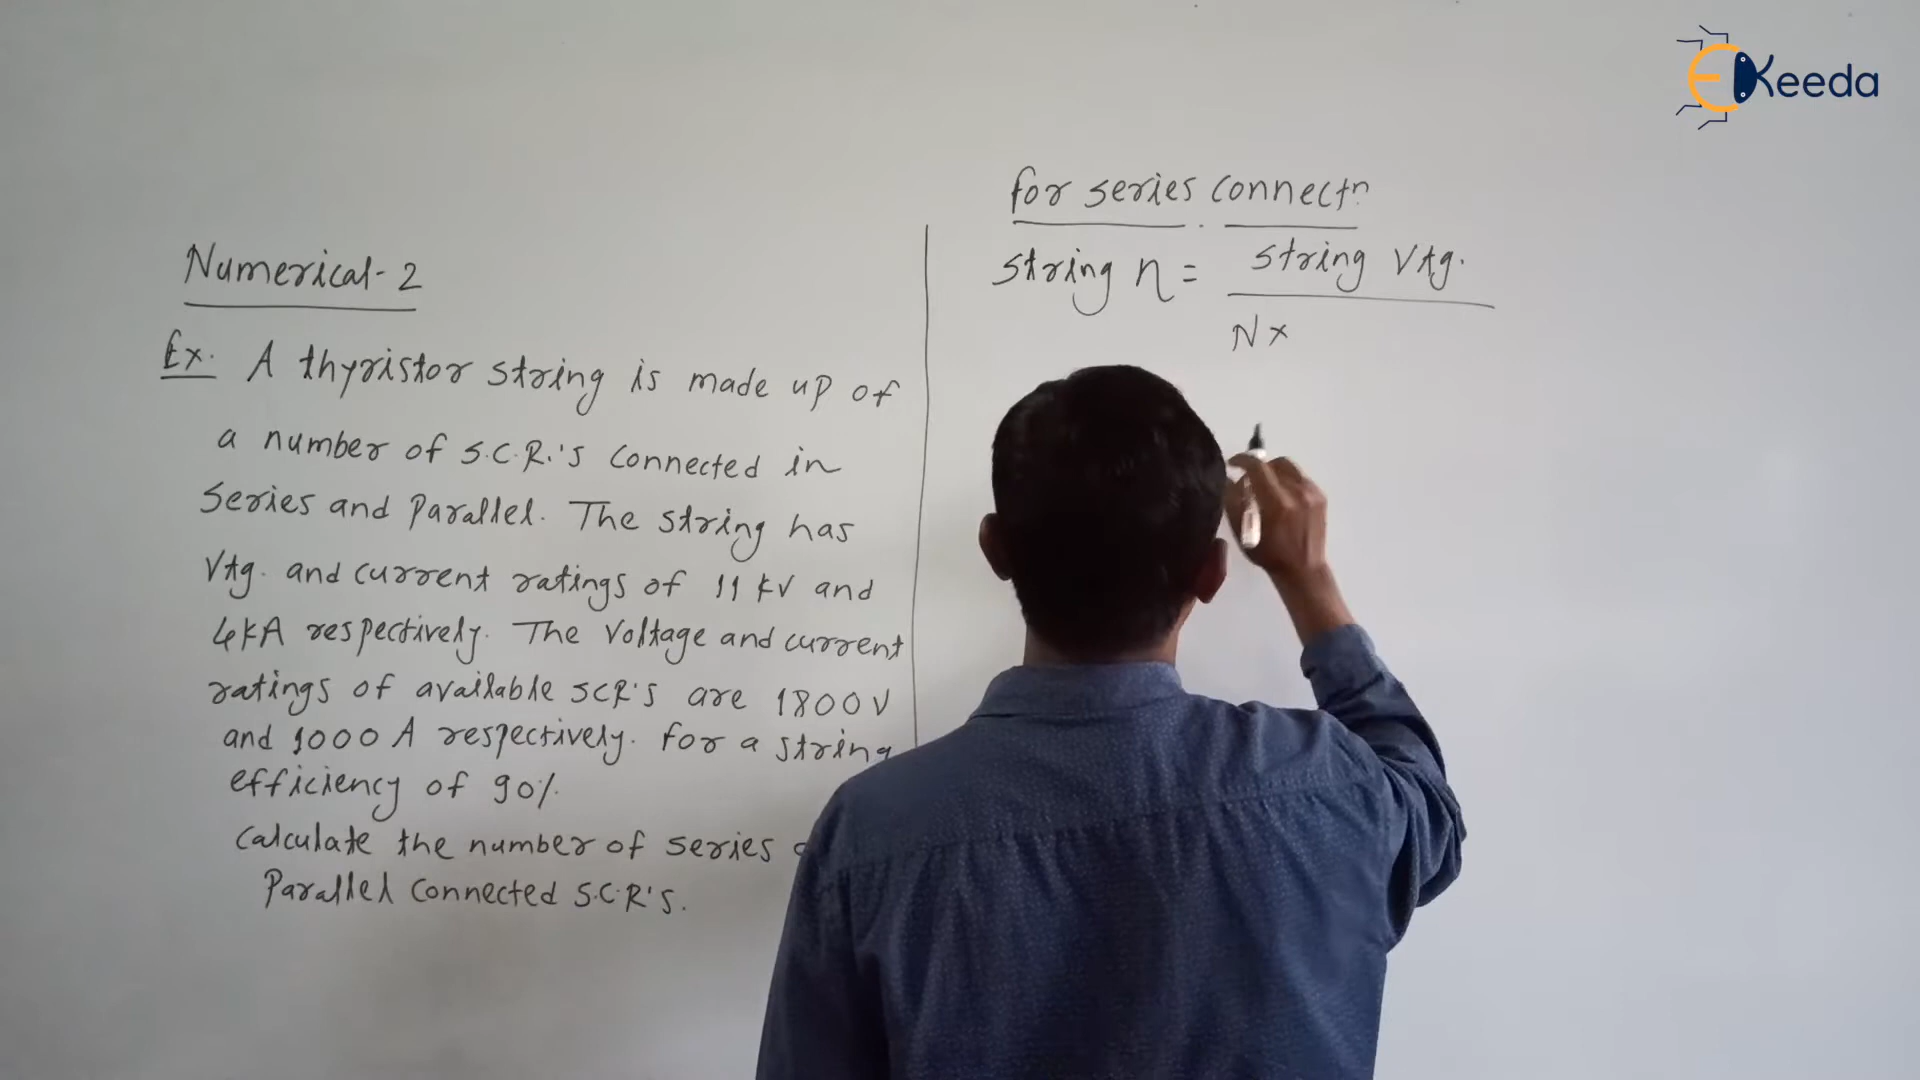 EKeeda
Numerical-2
Ex. A thyristor string is made up of
a number of S.C.R.'s connected in
series and parallel. The string has
Vtg. and current ratings of 11 kV and
4kA respectively. The Voltage and current
ratings of available SCR's are 1800V
and 1000 A respectively. for a string
efficiency of 90%.
Calculate the number of series
Parallel Connected S.C.R's.
for series connectn
string η = string Vtg.
N x